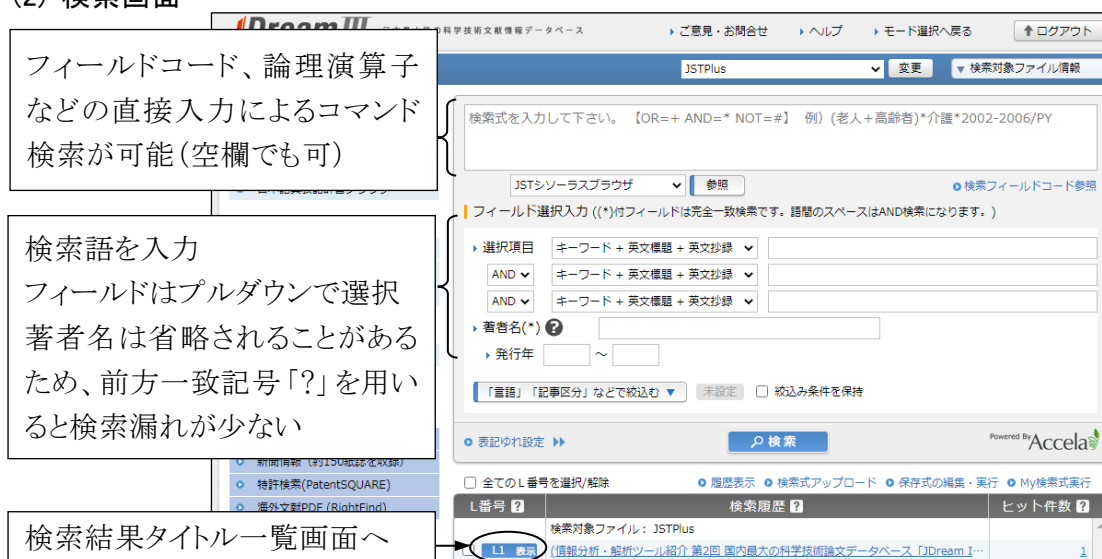 (2) 検索画面
JDream III
の科学技術文献情報データベース
ご意見・お問合せ
ヘルプ
モード選択へ戻る
ログアウト
JSTPlus
変更
検索対象ファイル情報
フィールドコード、論理演算子
などの直接入力によるコマンド
検索が可能(空欄でも可)
検索式を入力して下さい。 【OR=+ AND=* NOT=#】 例）(老人+高齢者)*介護*2002-2006/PY
JSTシソーラスブラウザ
参照
検索フィールドコード参照
フィールド選択入力 ((*)付フィールドは完全一致検索です。語間のスペースはAND検索になります。)
検索語を入力
フィールドはプルダウンで選択
著者名は省略されることがある
ため、前方一致記号「?」を用い
ると検索漏れが少ない
選択項目 キーワード + 英文標題 + 英文抄録
AND キーワード + 英文標題 + 英文抄録
AND キーワード + 英文標題 + 英文抄録
著者名(*) ?
発行年 ～
「言語」「記事区分」などで絞込む ▼ 未設定 絞込み条件を保持
表記ゆれ設定
検索
Powered By Accela
新聞情報（約150紙誌を収録）
特許検索(PatentSQUARE)
海外文献PDF (RightFind)
全てのL番号を選択/解除
履歴表示
検索式アップロード
保存式の編集・実行
My検索式実行
L番号 ? 検索履歴 ? ヒット件数 ?
検索対象ファイル： JSTPlus
検索結果タイトル一覧画面へ
L1 表示 (情報分析・解析ツール紹介 第2回 国内最大の科学技術論文データベース「JDream I… 1